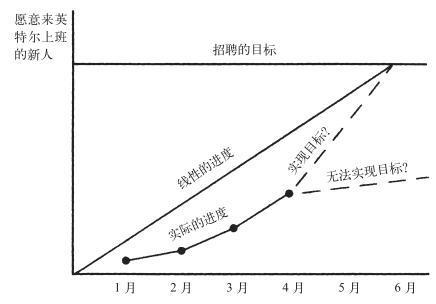 愿意来英
特尔上班
的新人
招聘的目标
线性的进度
实现目标?
无法实现目标?
实际的进度
1 月
2 月
3 月
4 月
5 月
6 月